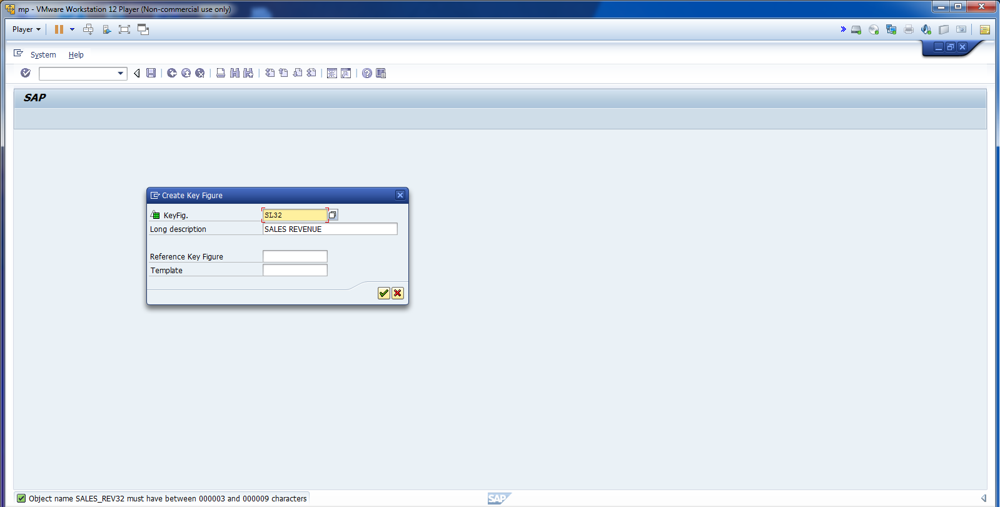 mp - VMware Workstation 12 Player (Non-commercial use only)
Player
System Help
SAP
Create Key Figure
KeyFig. SL32
Long description SALES REVENUE
Reference Key Figure
Template
Object name SALES_REV32 must have between 000003 and 000009 characters
SAP